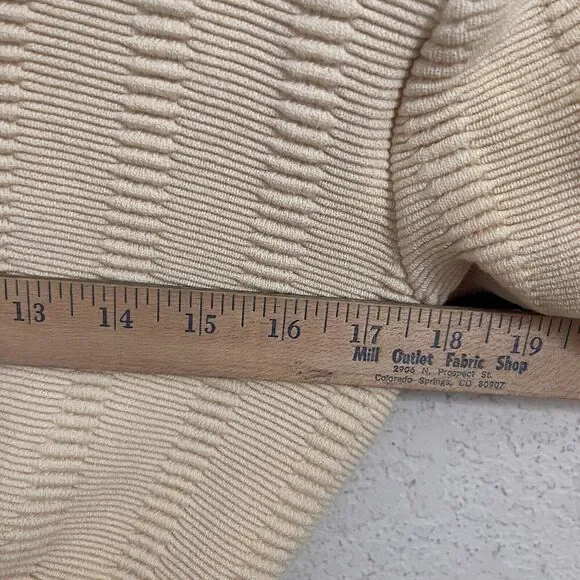 13 14 15 16 17 18 19
Mill Outlet Fabric Shop
2906 N. Prospect St.
Colorado Springs, CO 80907